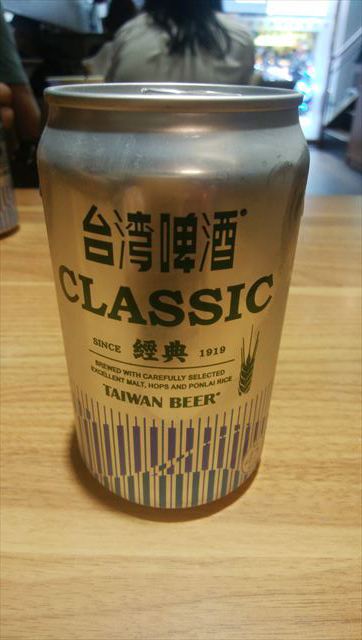 台湾啤酒
CLASSIC
SINCE 經典 1919
BREWED WITH CAREFULLY SELECTED
EXCELLENT MALT, HOPS AND PONLAI RICE
TAIWAN BEER®